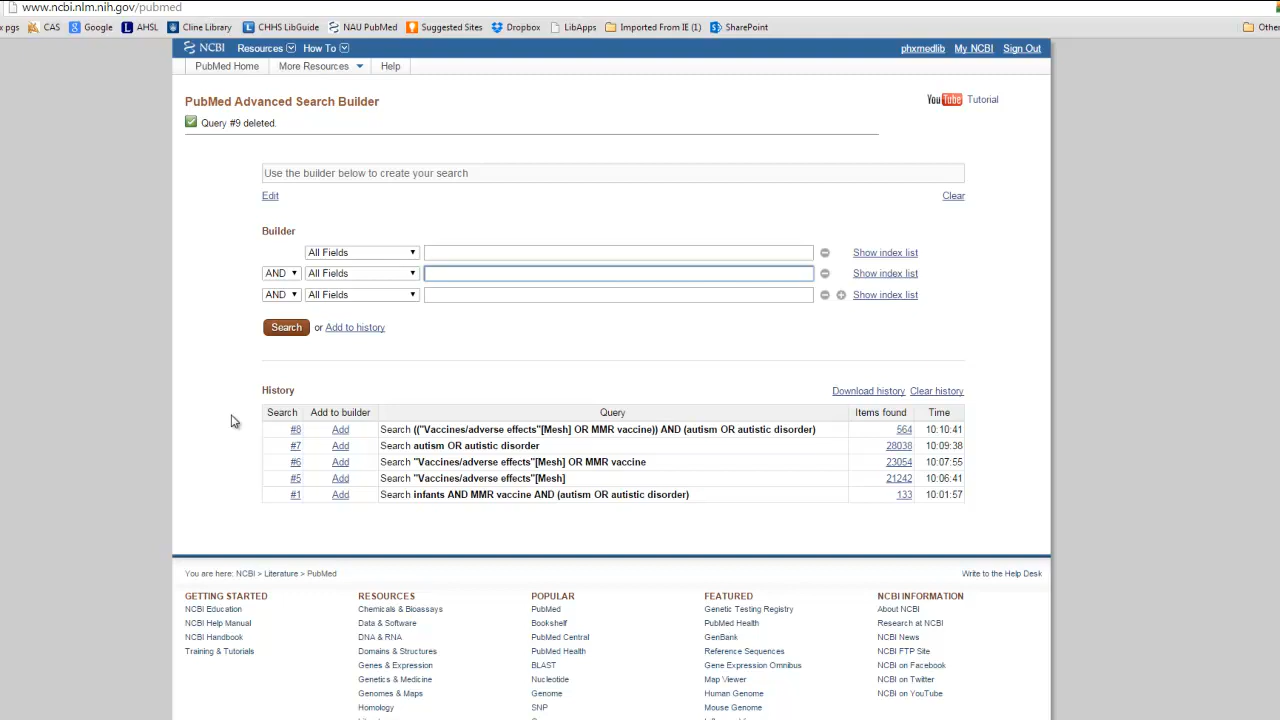 www.ncbi.nlm.nih.gov/pubmed
x pgs CAS Google AHSL Cline Library CHHS LibGuide NAU PubMed Suggested Sites Dropbox LibApps Imported From IE (1) SharePoint Other
NCBI Resources How To phxmedlib My NCBI Sign Out
PubMed Home More Resources Help
PubMed Advanced Search Builder You Tube Tutorial
Query #9 deleted.
Use the builder below to create your search
Edit Clear
Builder
All Fields Show index list
AND All Fields Show index list
AND All Fields Show index list
Search or Add to history
History Download history Clear history
Search Add to builder Query Items found Time
#8 Add Search (("Vaccines/adverse effects"[Mesh] OR MMR vaccine)) AND (autism OR autistic disorder) 564 10:10:41
#7 Add Search autism OR autistic disorder 28038 10:09:38
#6 Add Search "Vaccines/adverse effects"[Mesh] OR MMR vaccine 23054 10:07:55
#5 Add Search "Vaccines/adverse effects"[Mesh] 21242 10:06:41
#1 Add Search infants AND MMR vaccine AND (autism OR autistic disorder) 133 10:01:57
You are here: NCBI > Literature > PubMed Write to the Help Desk
GETTING STARTED RESOURCES POPULAR FEATURED NCBI INFORMATION
NCBI Education Chemicals & Bioassays PubMed Genetic Testing Registry About NCBI
NCBI Help Manual Data & Software Bookshelf PubMed Health Research at NCBI
NCBI Handbook DNA & RNA PubMed Central GenBank NCBI News
Training & Tutorials Domains & Structures PubMed Health Reference Sequences NCBI FTP Site
Genes & Expression BLAST Gene Expression Omnibus NCBI on Facebook
Genetics & Medicine Nucleotide Map Viewer NCBI on Twitter
Genomes & Maps Genome Human Genome NCBI on YouTube
Homology SNP Mouse Genome